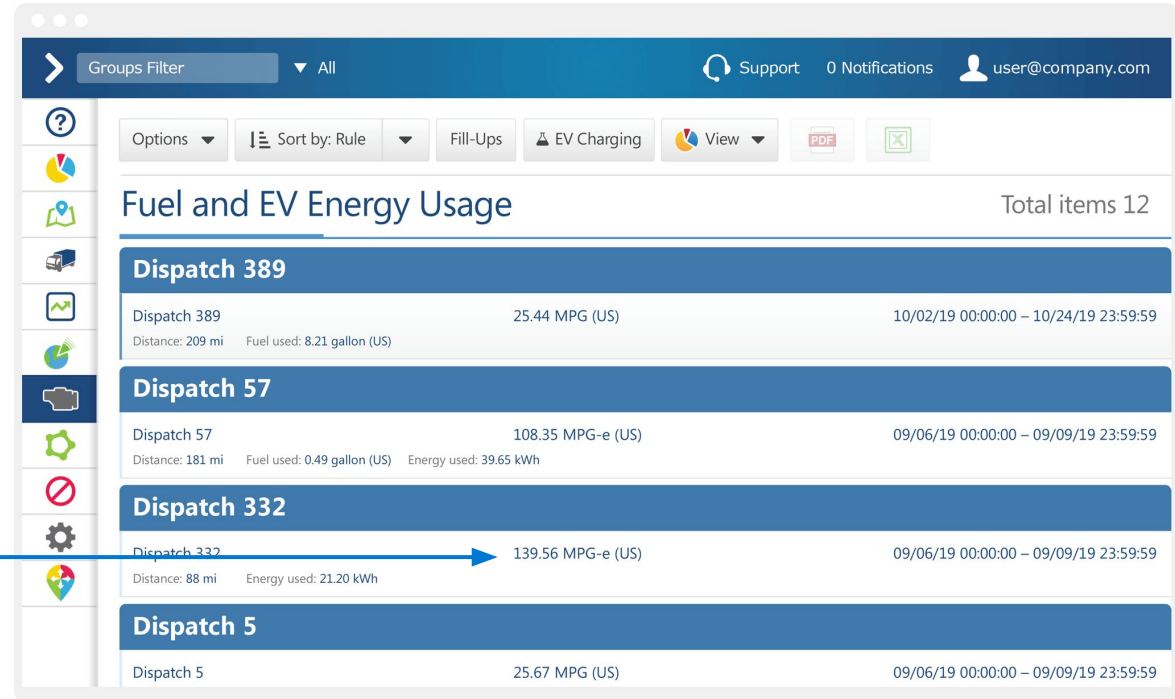 Groups Filter ▼ All Support 0 Notifications user@company.com
Options Sort by: Rule Fill-Ups EV Charging View PDF
Fuel and EV Energy Usage Total items 12
Dispatch 389
Dispatch 389 25.44 MPG (US) 10/02/19 00:00:00 – 10/24/19 23:59:59
Distance: 209 mi Fuel used: 8.21 gallon (US)
Dispatch 57
Dispatch 57 108.35 MPG-e (US) 09/06/19 00:00:00 – 09/09/19 23:59:59
Distance: 181 mi Fuel used: 0.49 gallon (US) Energy used: 39.65 kWh
Dispatch 332
Dispatch 332 139.56 MPG-e (US) 09/06/19 00:00:00 – 09/09/19 23:59:59
Distance: 88 mi Energy used: 21.20 kWh
Dispatch 5
Dispatch 5 25.67 MPG (US) 09/06/19 00:00:00 – 09/09/19 23:59:59